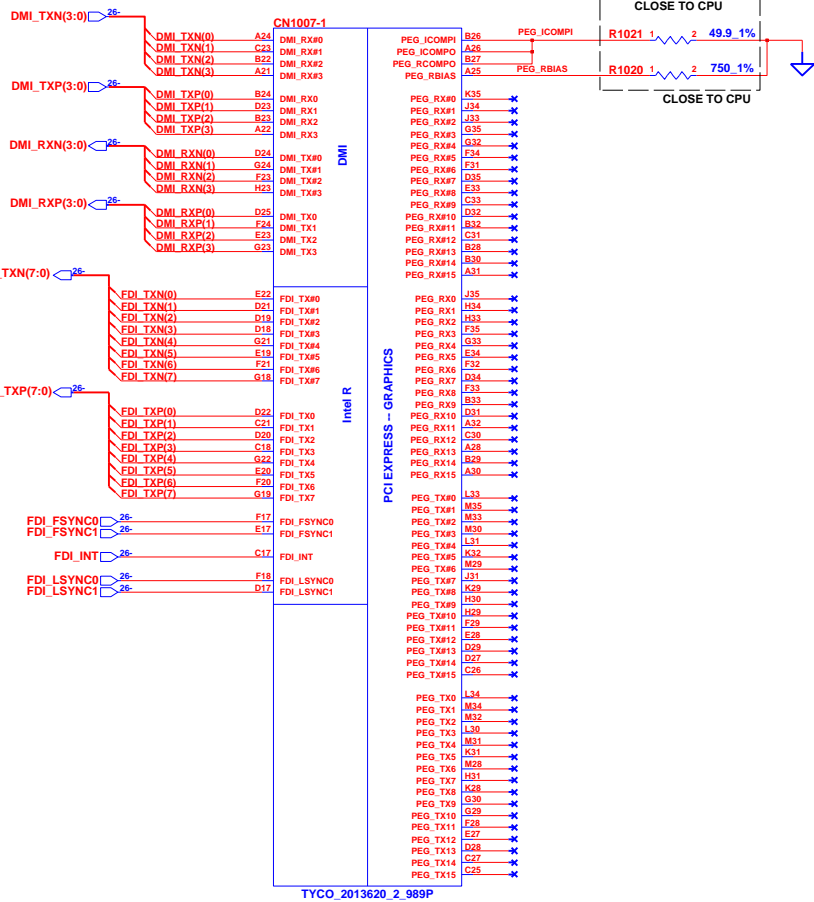 CLOSE TO CPU
DMI_TXN(3:0) 26-
CN1007-1
DMI_TXN(0) A24 DMI_RX#0
DMI_TXN(1) C23 DMI_RX#1
DMI_TXN(2) B22 DMI_RX#2
DMI_TXN(3) A21 DMI_RX#3
DMI_TXP(3:0) 26-
DMI_TXP(0) B24 DMI_RX0
DMI_TXP(1) D23 DMI_RX1
DMI_TXP(2) B23 DMI_RX2
DMI_TXP(3) A22 DMI_RX3
DMI_RXN(3:0) 26-
DMI_RXN(0) D24 DMI_TX#0
DMI_RXN(1) G24 DMI_TX#1
DMI_RXN(2) F23 DMI_TX#2
DMI_RXN(3) H23 DMI_TX#3
DMI_RXP(3:0) 26-
DMI_RXP(0) D25 DMI_TX0
DMI_RXP(1) F24 DMI_TX1
DMI_RXP(2) E23 DMI_TX2
DMI_RXP(3) G23 DMI_TX3
DMI
_TXN(7:0) 26-
FDI_TXN(0) E22 FDI_TX#0
FDI_TXN(1) D21 FDI_TX#1
FDI_TXN(2) D19 FDI_TX#2
FDI_TXN(3) D18 FDI_TX#3
FDI_TXN(4) G21 FDI_TX#4
FDI_TXN(5) E19 FDI_TX#5
FDI_TXN(6) F21 FDI_TX#6
FDI_TXN(7) G18 FDI_TX#7
_TXP(7:0) 26-
FDI_TXP(0) D22 FDI_TX0
FDI_TXP(1) C21 FDI_TX1
FDI_TXP(2) D20 FDI_TX2
FDI_TXP(3) C18 FDI_TX3
FDI_TXP(4) G22 FDI_TX4
FDI_TXP(5) E20 FDI_TX5
FDI_TXP(6) F20 FDI_TX6
FDI_TXP(7) G19 FDI_TX7
Intel R
FDI_FSYNC0 26- F17 FDI_FSYNC0
FDI_FSYNC1 26- E17 FDI_FSYNC1
FDI_INT 26- C17 FDI_INT
FDI_LSYNC0 26- F18 FDI_LSYNC0
FDI_LSYNC1 26- D17 FDI_LSYNC1
PCI EXPRESS -- GRAPHICS
PEG_ICOMPI B26 PEG_ICOMPI R1021 1 2 49.9_1%
PEG_ICOMPO A26
PEG_RCOMPO B27
PEG_RBIAS A25 PEG_RBIAS R1020 1 2 750_1%
CLOSE TO CPU
PEG_RX#0 K35
PEG_RX#1 J34
PEG_RX#2 J33
PEG_RX#3 G35
PEG_RX#4 G32
PEG_RX#5 F34
PEG_RX#6 F31
PEG_RX#7 D35
PEG_RX#8 E33
PEG_RX#9 C33
PEG_RX#10 D32
PEG_RX#11 B32
PEG_RX#12 C31
PEG_RX#13 B28
PEG_RX#14 B30
PEG_RX#15 A31
PEG_RX0 J35
PEG_RX1 H34
PEG_RX2 H33
PEG_RX3 F35
PEG_RX4 G33
PEG_RX5 E34
PEG_RX6 F32
PEG_RX7 D34
PEG_RX8 F33
PEG_RX9 B33
PEG_RX10 D31
PEG_RX11 A32
PEG_RX12 C30
PEG_RX13 A28
PEG_RX14 B29
PEG_RX15 A30
PEG_TX#0 L33
PEG_TX#1 M35
PEG_TX#2 M33
PEG_TX#3 M30
PEG_TX#4 L31
PEG_TX#5 K32
PEG_TX#6 M29
PEG_TX#7 J31
PEG_TX#8 K29
PEG_TX#9 H30
PEG_TX#10 H29
PEG_TX#11 F29
PEG_TX#12 E28
PEG_TX#13 D29
PEG_TX#14 D27
PEG_TX#15 C26
PEG_TX0 L34
PEG_TX1 M34
PEG_TX2 M32
PEG_TX3 L30
PEG_TX4 M31
PEG_TX5 K31
PEG_TX6 M28
PEG_TX7 H31
PEG_TX8 K28
PEG_TX9 G30
PEG_TX10 G29
PEG_TX11 F28
PEG_TX12 E27
PEG_TX13 D28
PEG_TX14 C27
PEG_TX15 C25
TYCO_2013620_2_989P